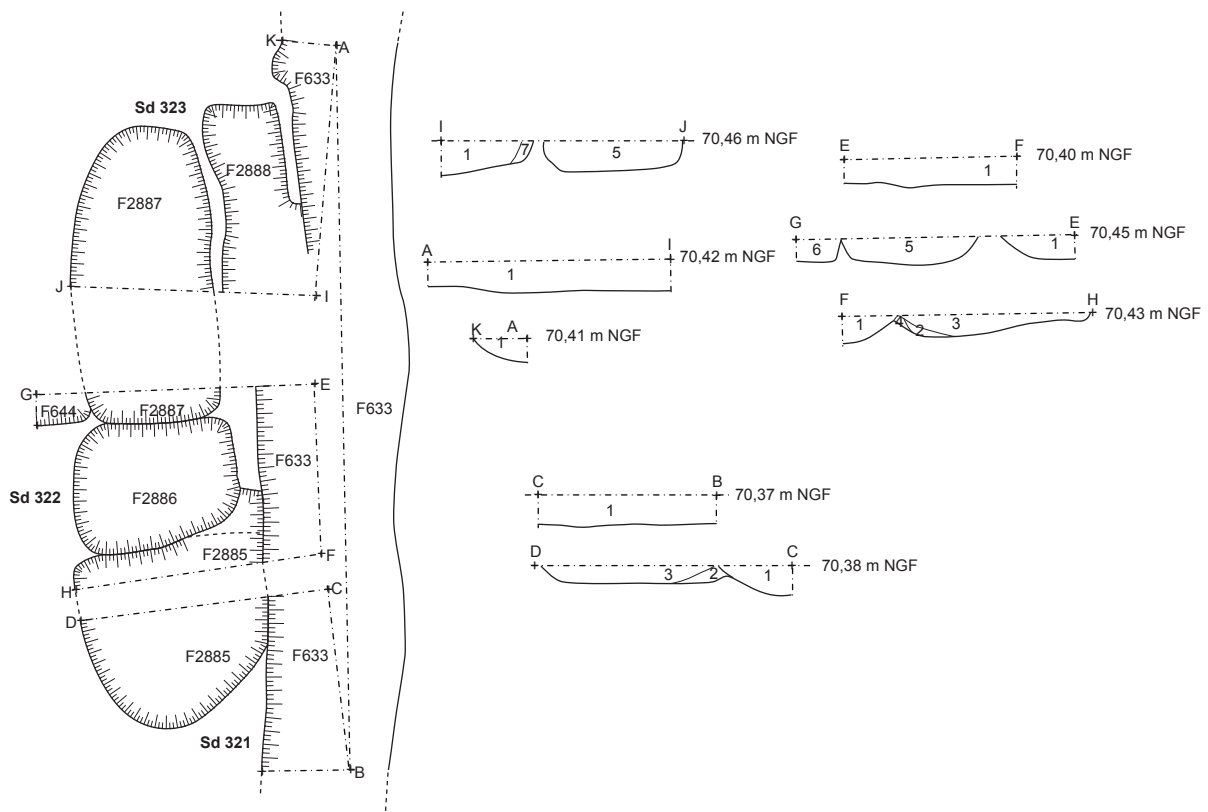 K
A
F633
Sd 323
F2888
F2887
J
I
G
E
F644
F2887
F633
F633
Sd 322
F2886
F2885
F
H
C
D
F2885
F633
Sd 321
B
I
J
70,46 m NGF
1
7
5
A
I
70,42 m NGF
1
K
A
70,41 m NGF
1
E
F
70,40 m NGF
1
G
E
70,45 m NGF
6
5
1
F
H
70,43 m NGF
1
4
2
3
C
B
70,37 m NGF
1
D
C
70,38 m NGF
3
2
1